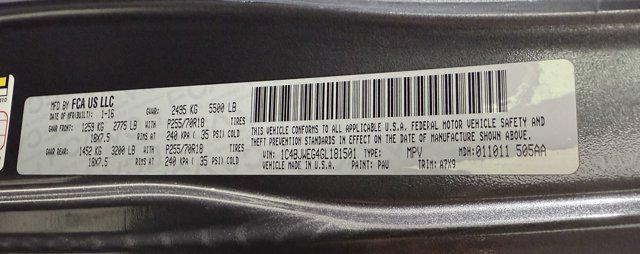 MFD BY FCA US LLC
DATE OF MFR(BUILT): 1-16 GVWR: 2495 KG 5500 LB
GAWR FRONT: 1259 KG 2775 LB WITH P255/70R18 TIRES
18X7.5 RIMS AT 240 KPA ( 35 PSI) COLD
GAWR REAR: 1452 KG 3200 LB WITH P255/70R18 TIRES
18X7.5 RIMS AT 240 KPA ( 35 PSI) COLD
THIS VEHICLE CONFORMS TO ALL APPLICABLE U.S.A. FEDERAL MOTOR VEHICLE SAFETY AND
THEFT PREVENTION STANDARDS IN EFFECT ON THE DATE OF MANUFACTURE SHOWN ABOVE.
VIN: 1C4BJWEG4GL181501 TYPE: MPV MDH: 011011 505AA
VEHICLE MADE IN U.S.A. PAINT: PAU TRIM: A7X9